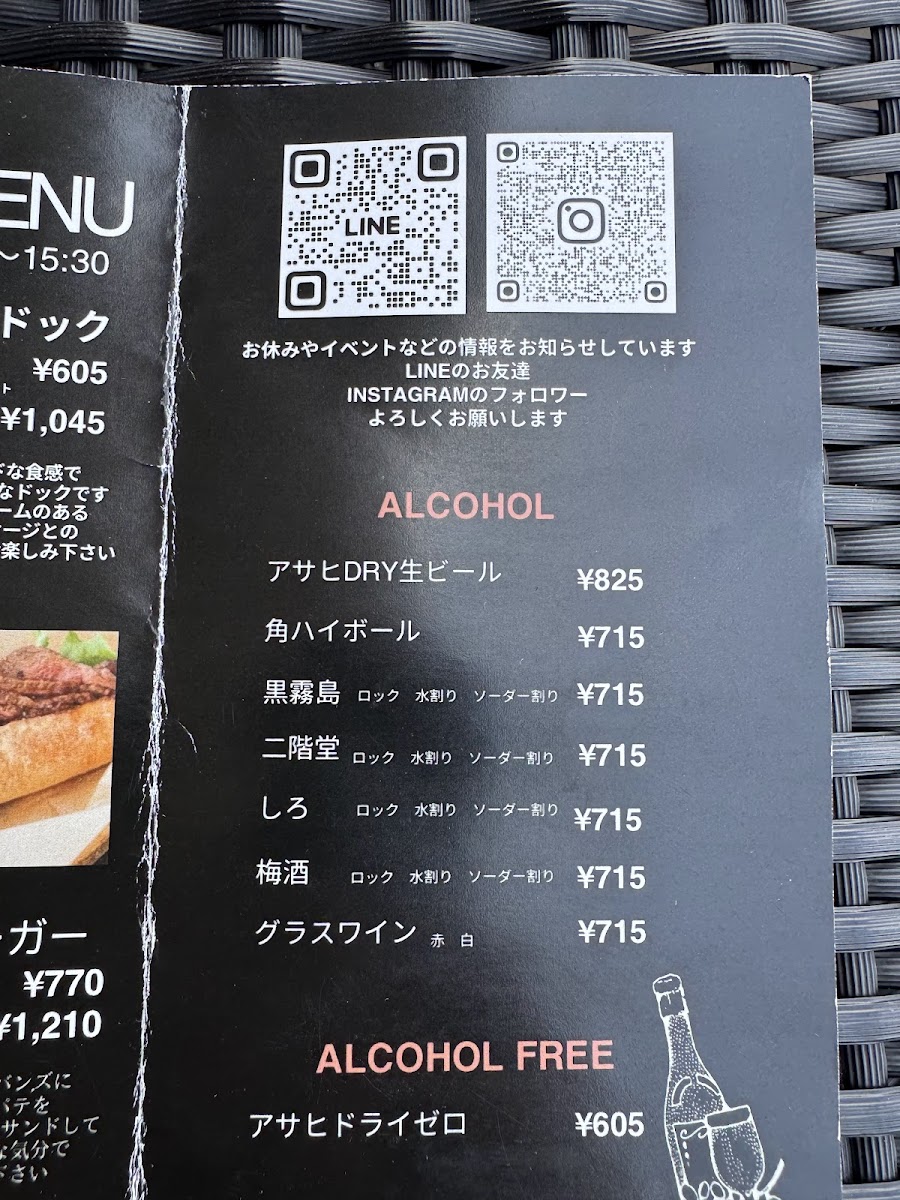 ENU
～15:30
ドック
¥605
ト
¥1,045
な食感で
なドックです
ームのある
ージとの
楽しみ下さい
ーガー
¥770
¥1,210
バンズに
パテを
サンドして
な気分で
下さい
LINE
お休みやイベントなどの情報をお知らせしています
LINEのお友達
INSTAGRAMのフォロワー
よろしくお願いします
ALCOHOL
アサヒDRY生ビール ¥825
角ハイボール ¥715
黒霧島 ロック 水割り ソーダー割り ¥715
二階堂 ロック 水割り ソーダー割り ¥715
しろ ロック 水割り ソーダー割り ¥715
梅酒 ロック 水割り ソーダー割り ¥715
グラスワイン 赤 白 ¥715
ALCOHOL FREE
アサヒドライゼロ ¥605